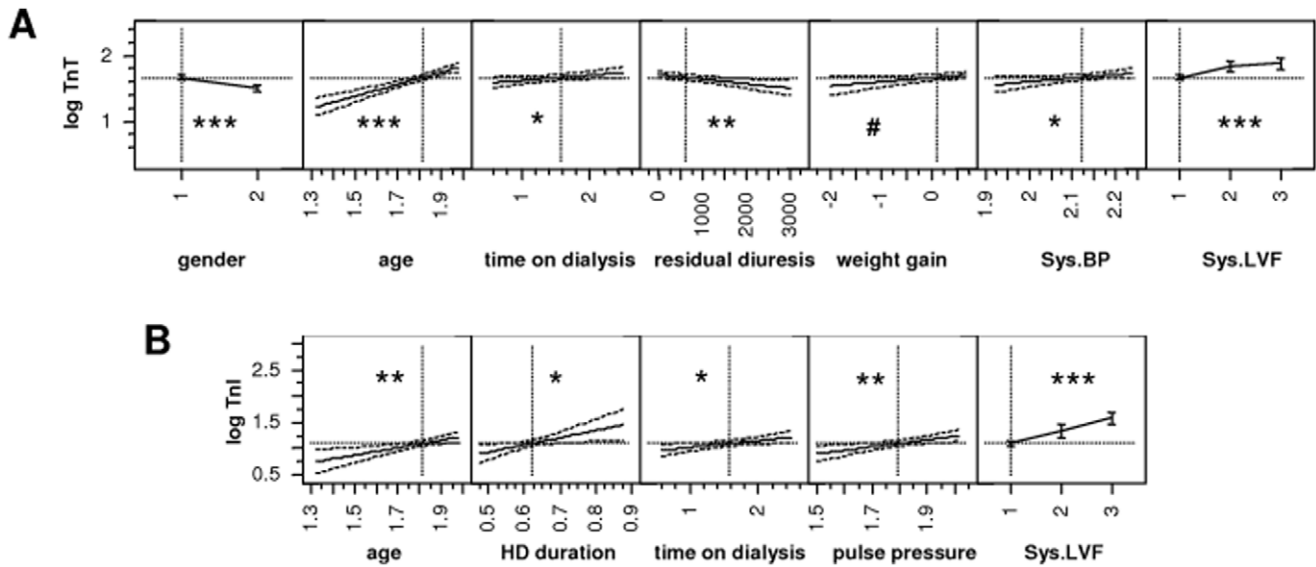 A
log TnT
2
1
*** *** * ** # * ***
1 2 1.3 1.5 1.7 1.9 1 2 0 1000 2000 3000 -2 -1 0 1.9 2 2.1 2.2 1 2 3
gender age time on dialysis residual diuresis weight gain Sys.BP Sys.LVF
B
log TnI
2.5
1.5
0.5
** * * ** ***
1.3 1.5 1.7 1.9 0.5 0.6 0.7 0.8 0.9 1 2 1.5 1.7 1.9 1 2 3
age HD duration time on dialysis pulse pressure Sys.LVF